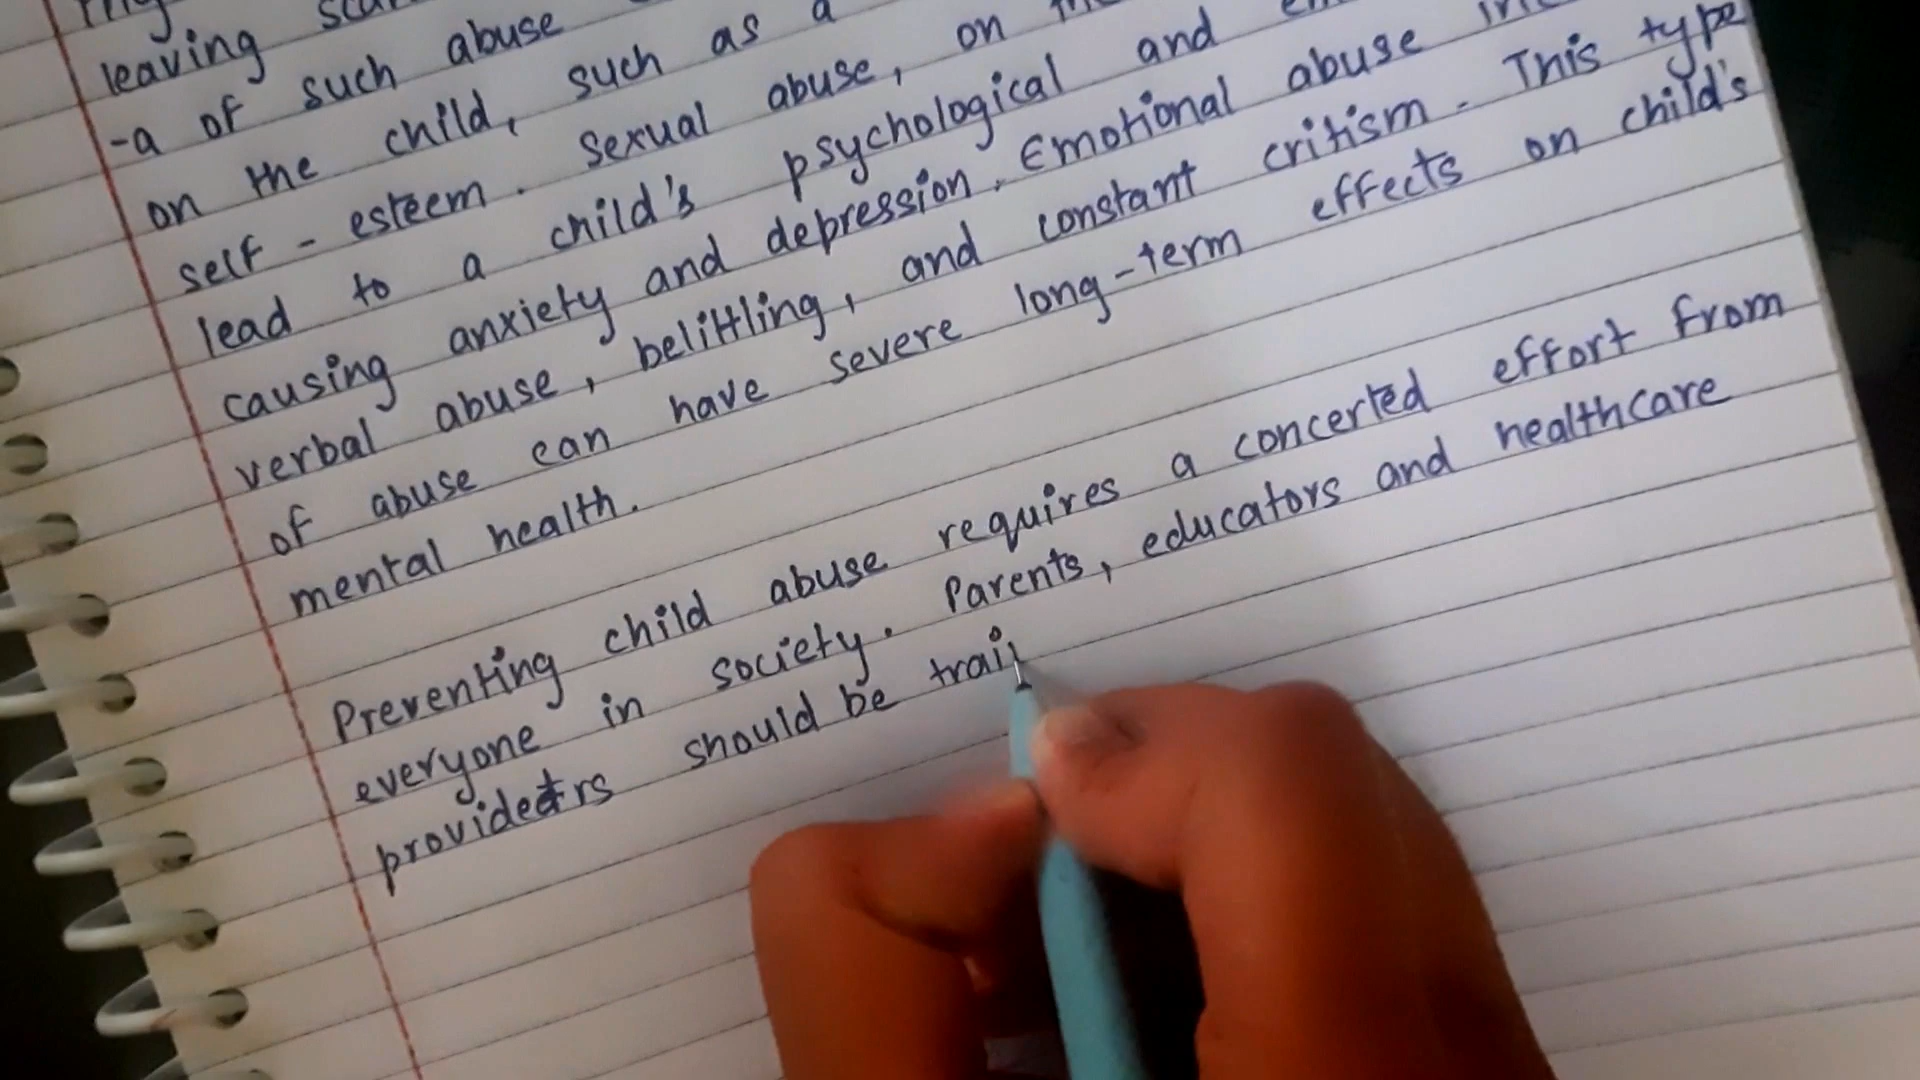 leaving
-a of such abuse
on the child, such as a
self - esteem. Sexual abuse, on
lead to a child's psychological and
causing anxiety and depression. Emotional abuse
verbal abuse, belittling, and constant critism. This type
of abuse can have severe long-term effects on child's
mental health.
Preventing child abuse requires a concerted effort from
everyone in society. Parents, educators and healthcare
providers should be trai